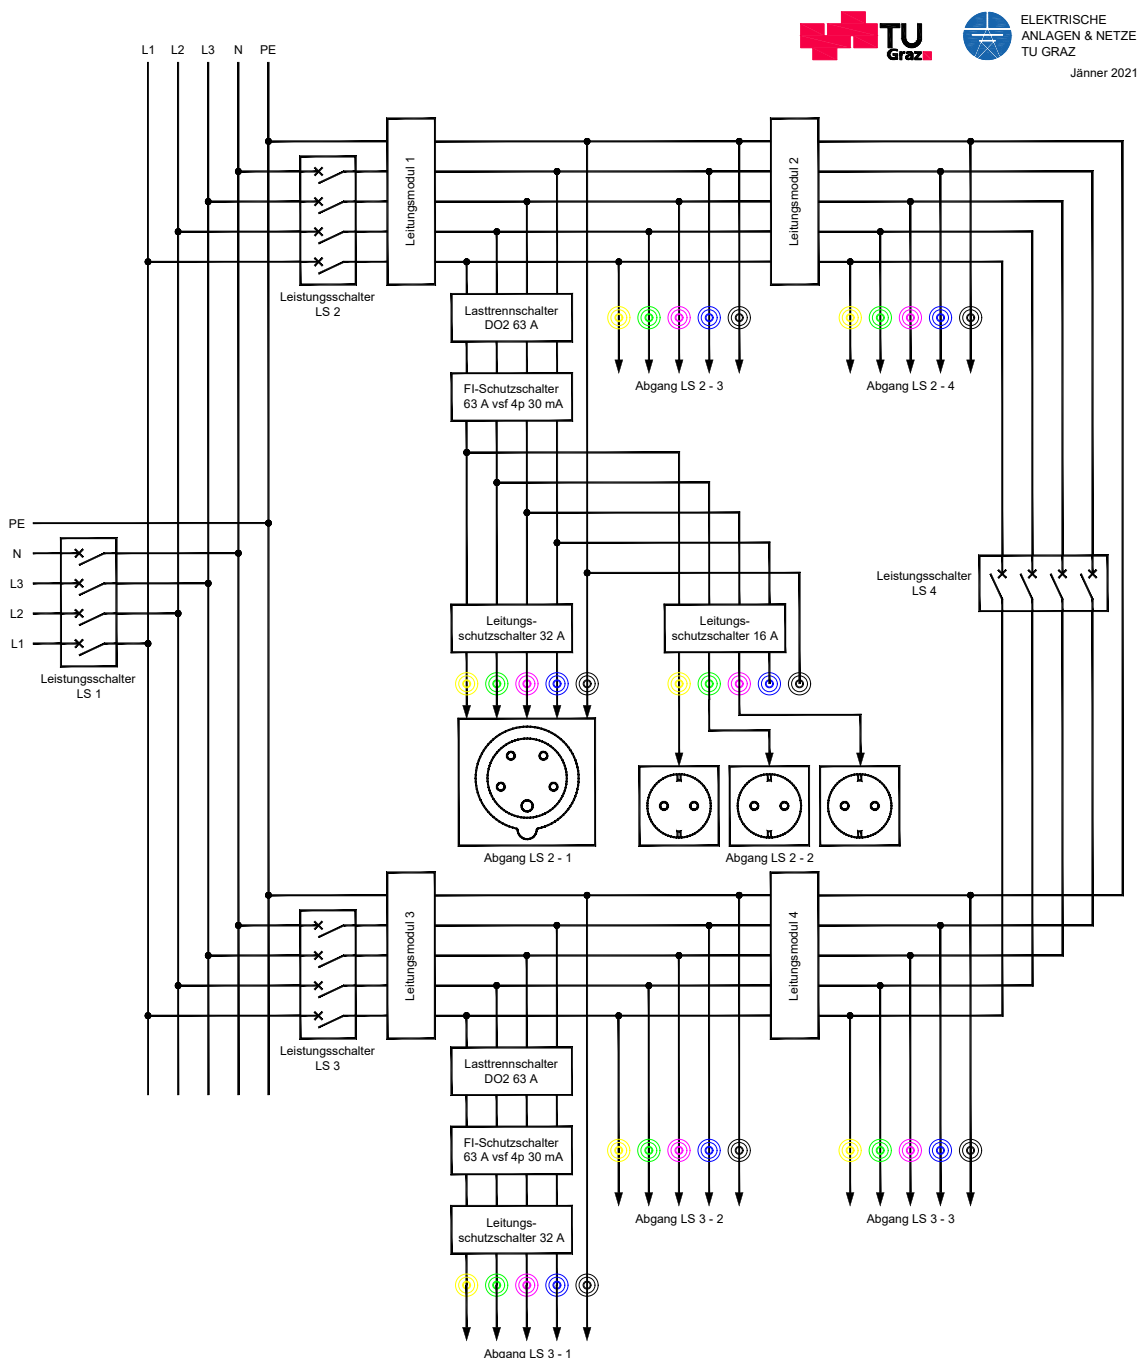 TU
Graz
ELEKTRISCHE
ANLAGEN & NETZE
TU GRAZ
Jänner 2021
L1 L2 L3 N PE
Leitungsmodul 1
Leitungsmodul 2
Leistungsschalter
LS 2
Lasttrennschalter
DO2 63 A
FI-Schutzschalter
63 A vsf 4p 30 mA
Abgang LS 2 - 3
Abgang LS 2 - 4
PE
N
L3
L2
L1
Leistungsschalter
LS 1
Leistungsschalter
LS 4
Leitungs-
schutzschalter 32 A
Leitungs-
schutzschalter 16 A
Abgang LS 2 - 1
Abgang LS 2 - 2
Leitungsmodul 3
Leitungsmodul 4
Leistungsschalter
LS 3
Lasttrennschalter
DO2 63 A
FI-Schutzschalter
63 A vsf 4p 30 mA
Leitungs-
schutzschalter 32 A
Abgang LS 3 - 2
Abgang LS 3 - 3
Abgang LS 3 - 1